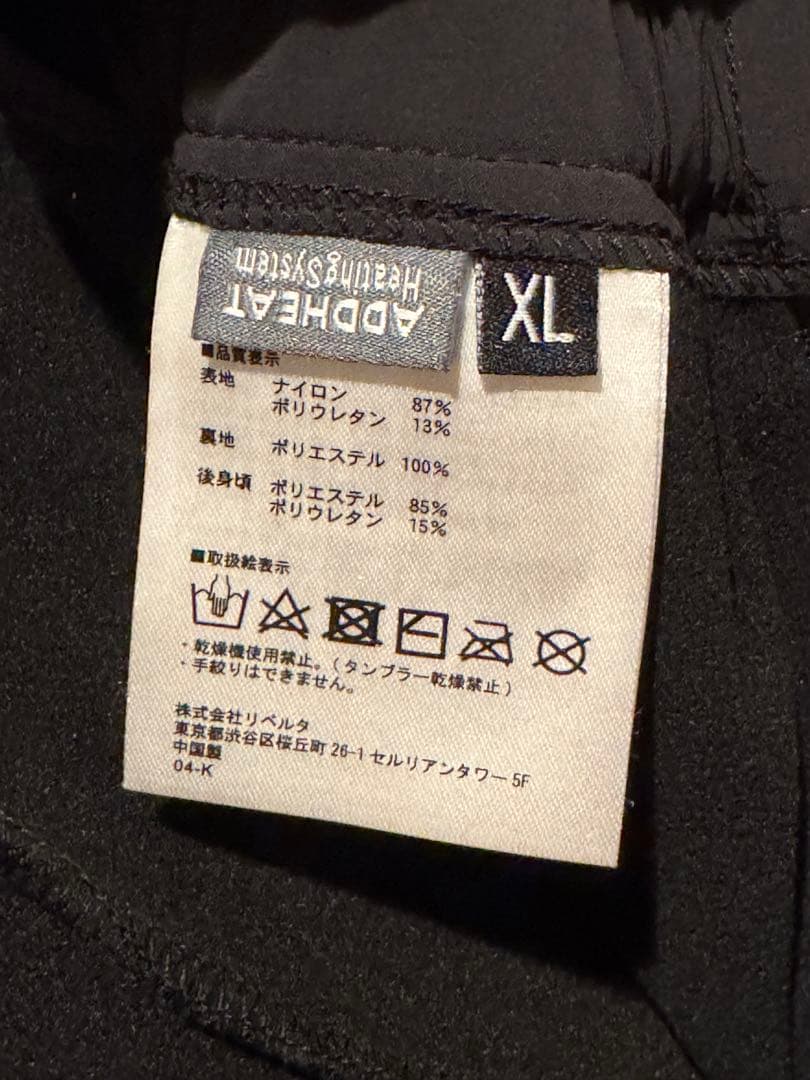 ADDHEAT
HeatingSystem
XL
■品質表示
表地 ナイロン 87%
ポリウレタン 13%
裏地 ポリエステル 100%
後身頃 ポリエステル 85%
ポリウレタン 15%
■取扱絵表示
・乾燥機使用禁止。(タンブラー乾燥禁止)
・手絞りはできません。
株式会社リベルタ
東京都渋谷区桜丘町26-1セルリアンタワー5F
中国製
04-K